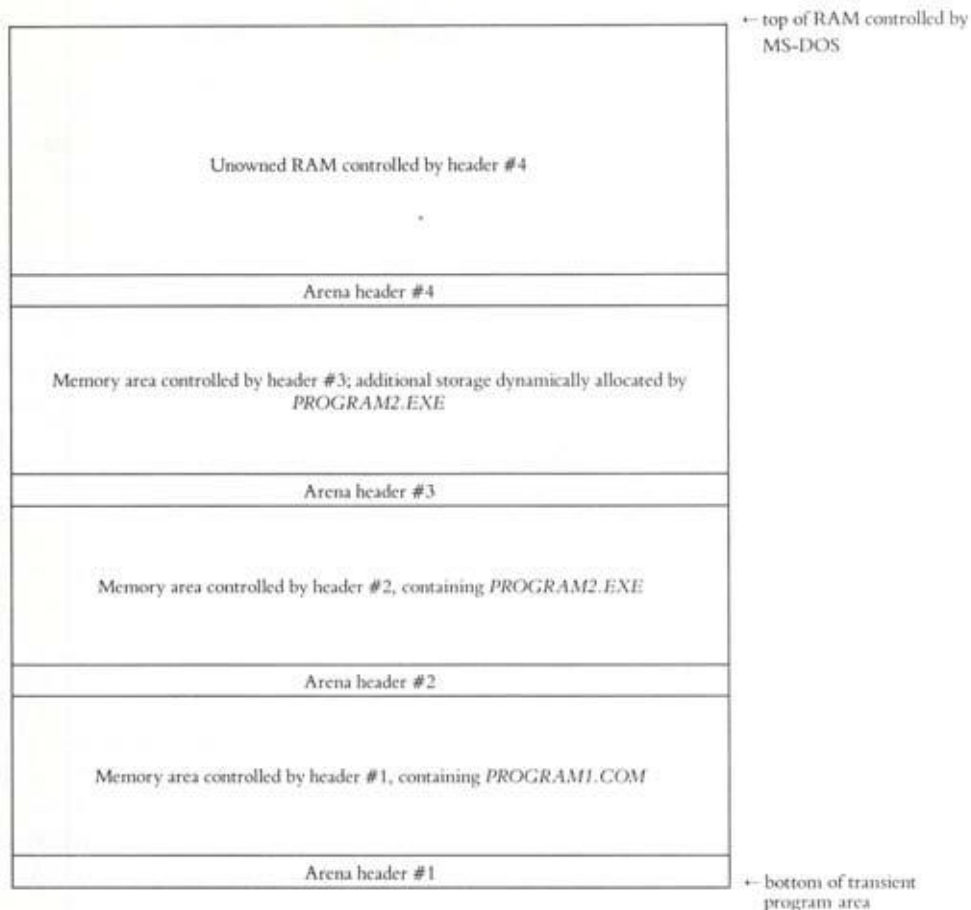 ← top of RAM controlled by
MS-DOS
Unowned RAM controlled by header #4
Arena header #4
Memory area controlled by header #3; additional storage dynamically allocated by
PROGRAM2.EXE
Arena header #3
Memory area controlled by header #2, containing PROGRAM2.EXE
Arena header #2
Memory area controlled by header #1, containing PROGRAM1.COM
Arena header #1
← bottom of transient
program area